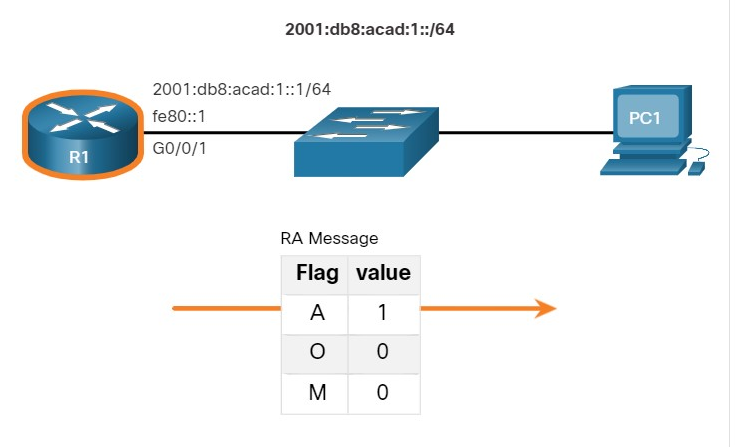 2001:db8:acad:1::/64
2001:db8:acad:1::1/64
fe80::1
G0/0/1
R1
PC1
RA Message
Flag value
A 1
O 0
M 0